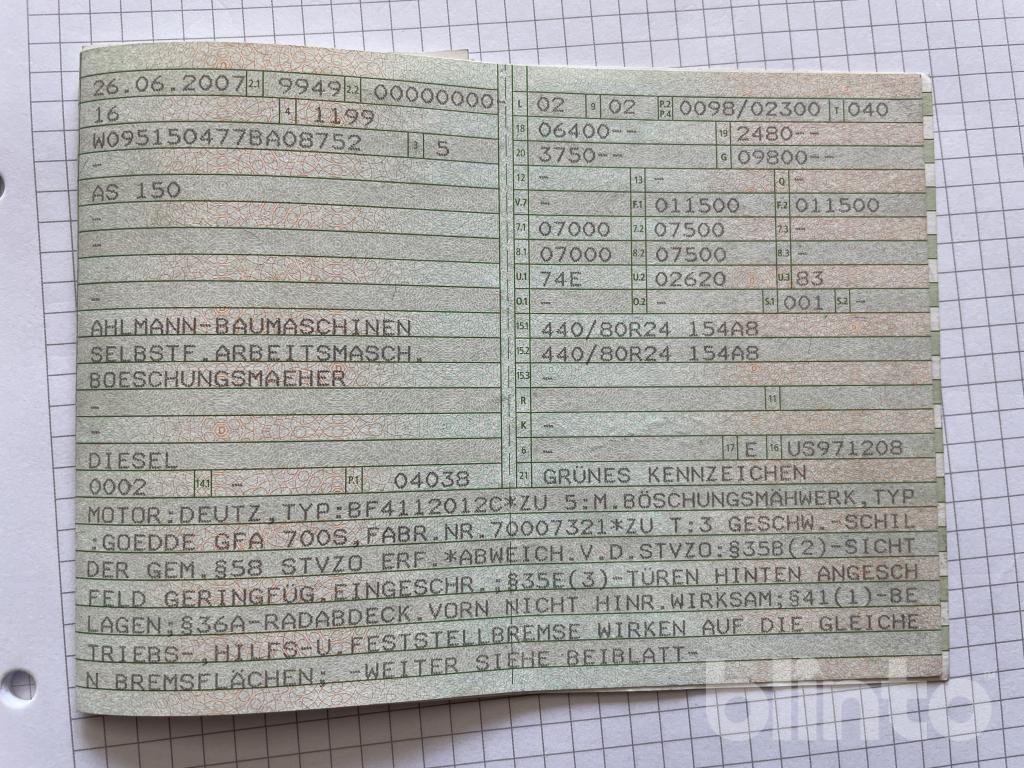 26.06.2007 2.1 9949 2.2 00000000-
16 4 1199
W095150477BA08752 3 5
-
AS 150
-
-
-
-
AHLMANN-BAUMASCHINEN
SELBSTF.ARBEITSMASCH.
BOESCHUNGSMAEHER
-
-
DIESEL
0002 14.1 -- P.1 04038
L 02 9 02 P.2 P.4 0098/02300 T 040
18 06400-- 19 2480--
20 3750-- G 09800--
12 -- 13 -- Q --
V.7 -- F.1 011500 F.2 011500
7.1 07000 7.2 07500 7.3 --
8.1 07000 8.2 07500 8.3 --
U.1 74E U.2 02620 U.3 83
O.1 -- O.2 -- S.1 001 S.2 --
15.1 440/80R24 154A8
15.2 440/80R24 154A8
15.3 --
R -- 11
K --
6 -- 17 E 16 US971208
21 GRÜNES KENNZEICHEN
MOTOR:DEUTZ,TYP:BF4112012C*ZU 5:M.BÖSCHUNGSMÄHWERK,TYP
:GOEDDE GFA 700S,FABR.NR.70007321*ZU T:3 GESCHW.-SCHIL
DER GEM.§58 STVZO ERF.*ABWEICH.V.D.STVZO:§35B(2)-SICHT
FELD GERINGFÜG.EINGESCHR.;§35E(3)-TÜREN HINTEN ANGESCH
LAGEN;§36A-RADABDECK.VORN NICHT HINR.WIRKSAM;§41(1)-BE
TRIEBS-,HILFS-U.FESTSTELLBREMSE WIRKEN AUF DIE GLEICHE
N BREMSFLÄCHEN; -WEITER SIEHE BEIBLATT-
blinto